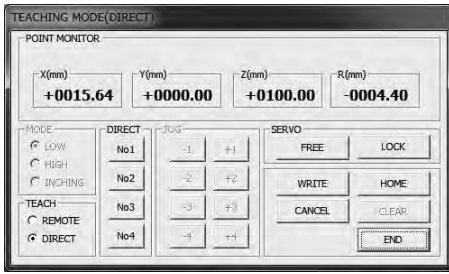 TEACHING MODE(DIRECT)
POINT MONITOR
X(mm) Y(mm) Z(mm) R(mm)
+0015.64 +0000.00 +0100.00 -0004.40
MODE DIRECT JOG SERVO
LOW No1 -1 +1 FREE LOCK
HIGH
INCHING No2 -2 +2 WRITE HOME
TEACH No3 -3 +3 CANCEL CLEAR
REMOTE
DIRECT No4 -4 +4 END